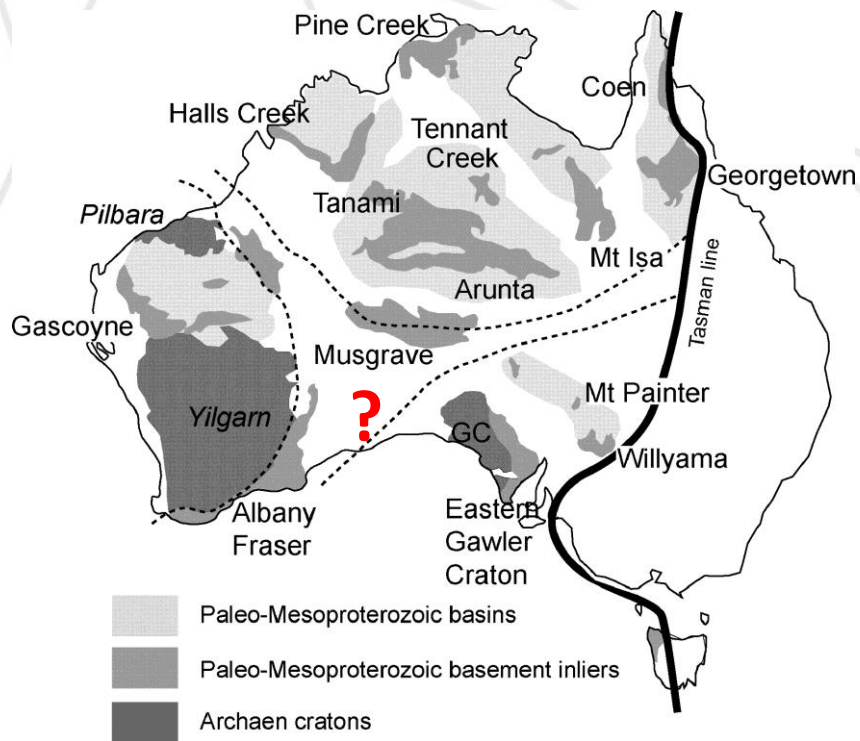 Pine Creek
Coen
Halls Creek
Tennant
Creek
Georgetown
Pilbara
Tanami
Mt Isa
Arunta
Tasman line
Gascoyne
Musgrave
Mt Painter
Yilgarn
?
GC
Willyama
Albany
Fraser
Eastern
Gawler
Craton
Paleo-Mesoproterozoic basins
Paleo-Mesoproterozoic basement inliers
Archaen cratons